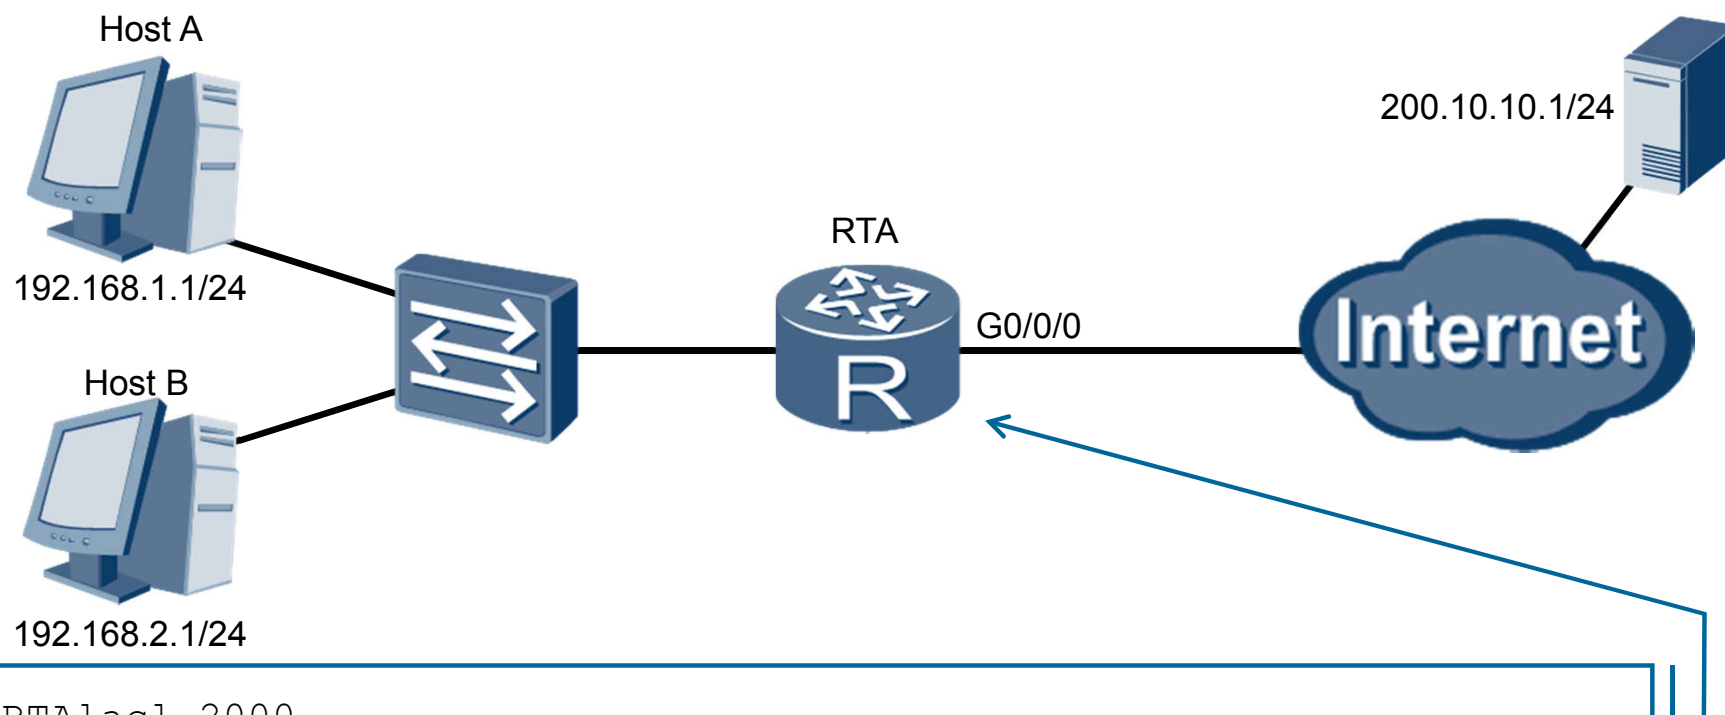 Host A
200.10.10.1/24
RTA
192.168.1.1/24
G0/0/0
Internet
R
Host B
192.168.2.1/24